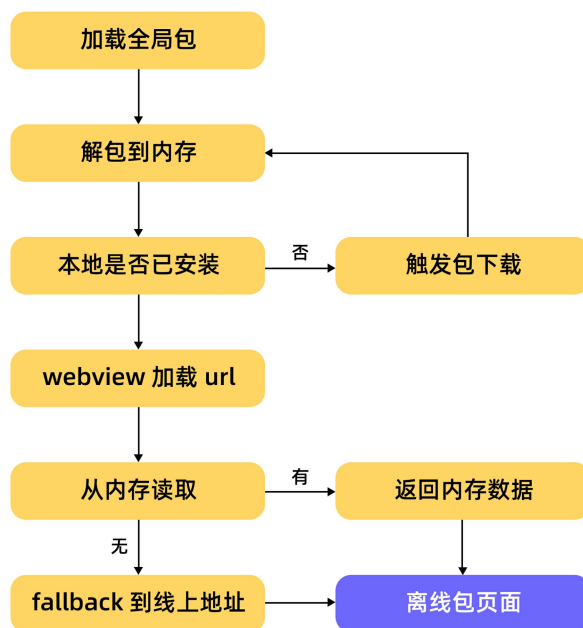 加载全局包
解包到内存
本地是否已安装
否
触发包下载
webview 加载 url
从内存读取
有
返回内存数据
无
fallback 到线上地址
离线包页面